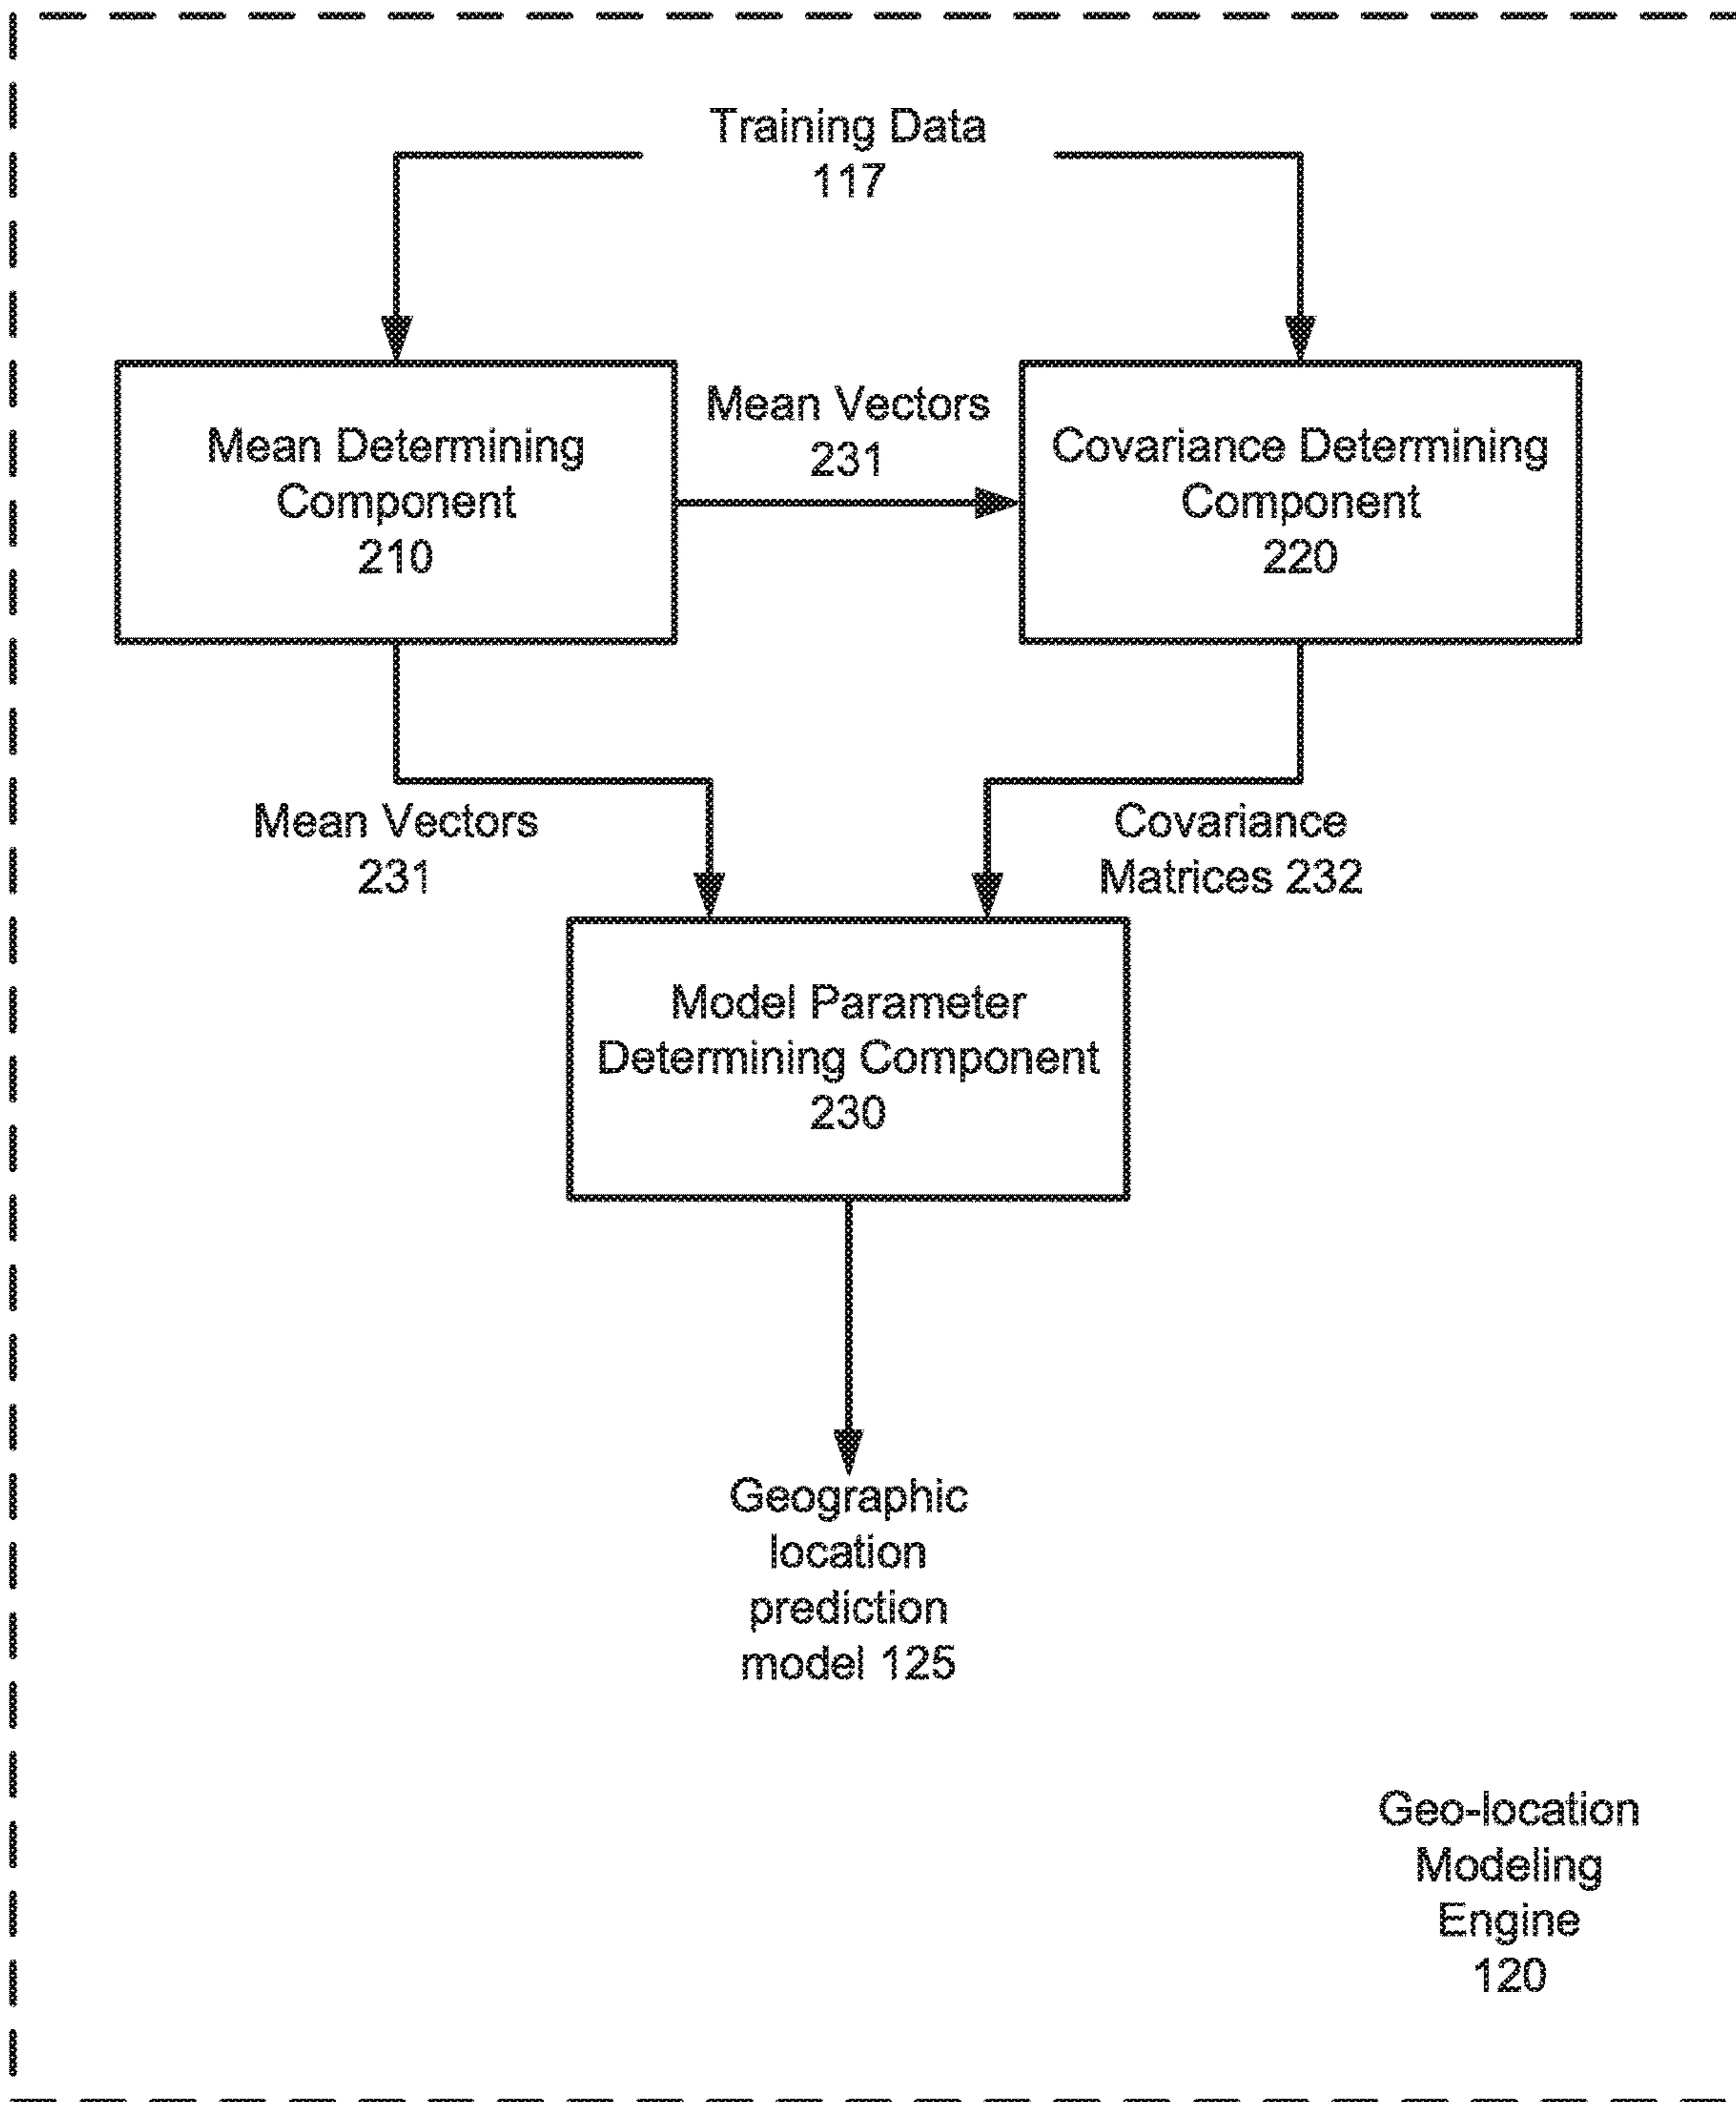 Training Data
117
Mean Determining
Component
210
Mean Vectors
231
Covariance Determining
Component
220
Mean Vectors
231
Covariance
Matrices 232
Model Parameter
Determining Component
230
Geographic
location
prediction
model 125
Geo-location
Modeling
Engine
120